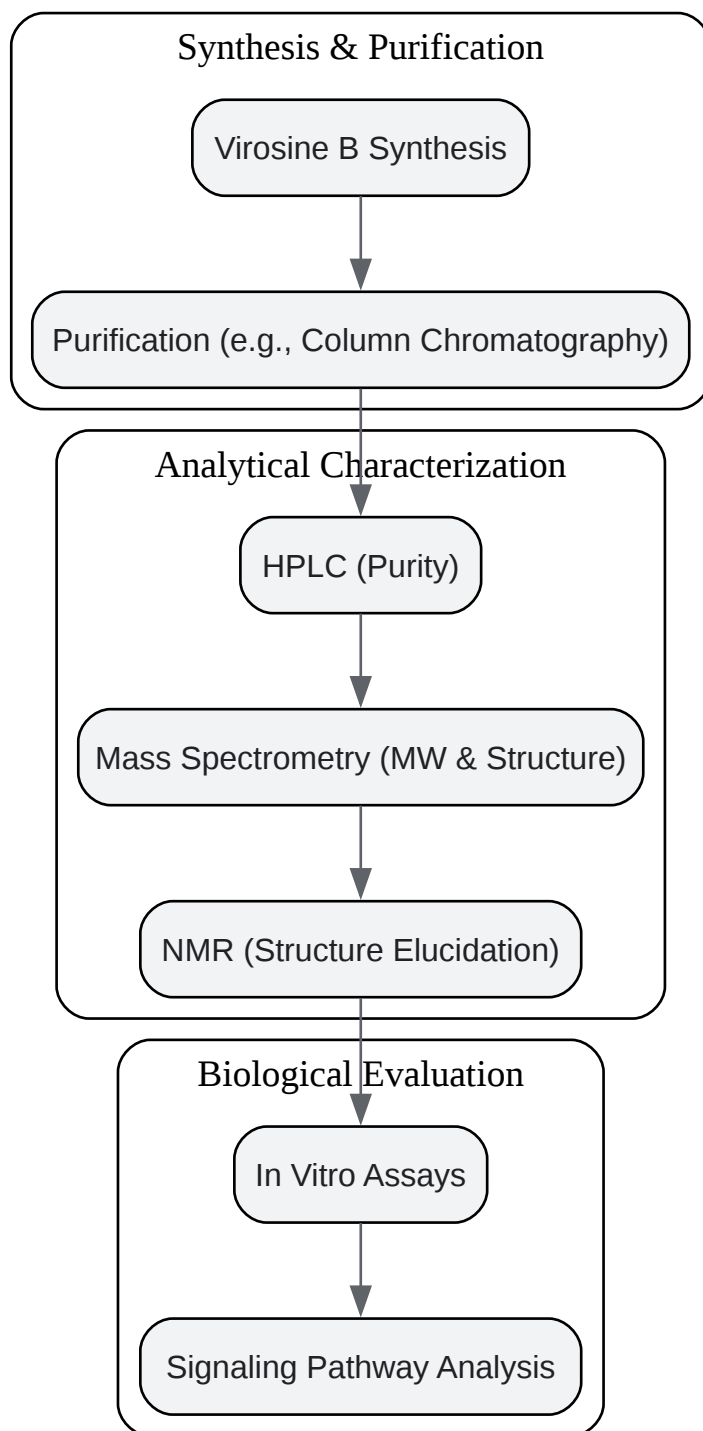 Synthesis & Purification
Virosine B Synthesis
Purification (e.g., Column Chromatography)
Analytical Characterization
HPLC (Purity)
Mass Spectrometry (MW & Structure)
NMR (Structure Elucidation)
Biological Evaluation
In Vitro Assays
Signaling Pathway Analysis